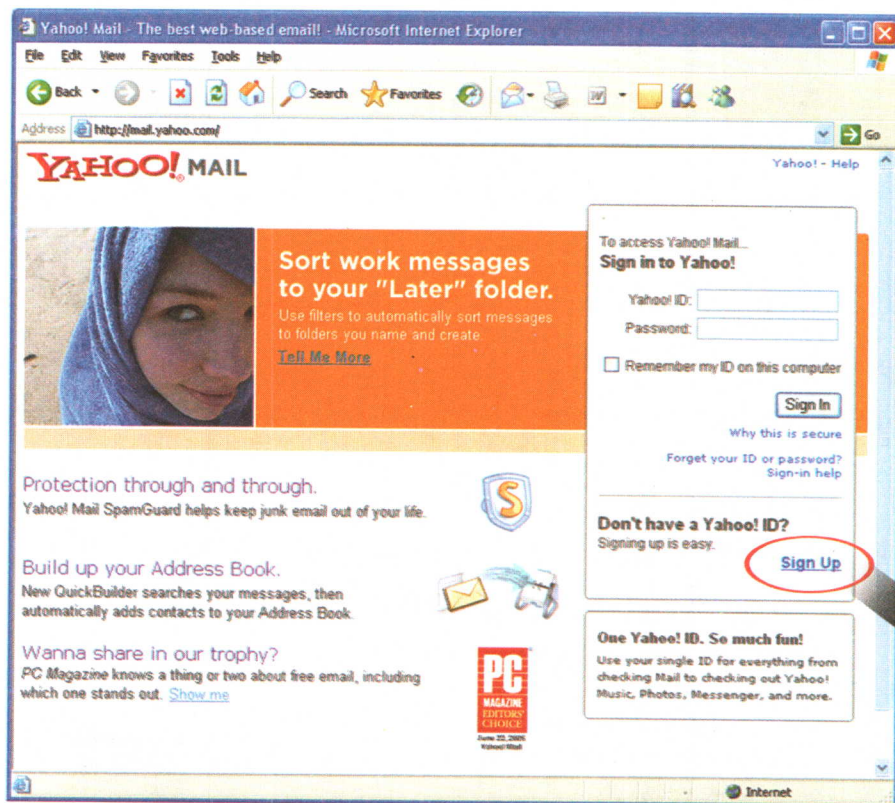 Yahoo! Mail - The best web-based email! - Microsoft Internet Explorer
File Edit View Favorites Tools Help
Back Search Favorites
Address http://mail.yahoo.com/ Go
YAHOO! MAIL
Yahoo! - Help
Sort work messages
to your "Later" folder.
Use filters to automatically sort messages
to folders you name and create.
Tell Me More
To access Yahoo! Mail...
Sign in to Yahoo!
Yahoo! ID:
Password:
Remember my ID on this computer
Sign In
Why this is secure
Forget your ID or password?
Sign-in help
Don't have a Yahoo! ID?
Signing up is easy.
Sign Up
Protection through and through.
Yahoo! Mail SpamGuard helps keep junk email out of your life.
S
Build up your Address Book.
New QuickBuilder searches your messages, then
automatically adds contacts to your Address Book.
Wanna share in our trophy?
PC Magazine knows a thing or two about free email, including
which one stands out. Show me
PC
MAGAZINE
EDITORS'
CHOICE
June 22, 2005
Yahoo! Mail
One Yahoo! ID. So much fun!
Use your single ID for everything from
checking Mail to checking out Yahoo!
Music, Photos, Messenger, and more.
Internet